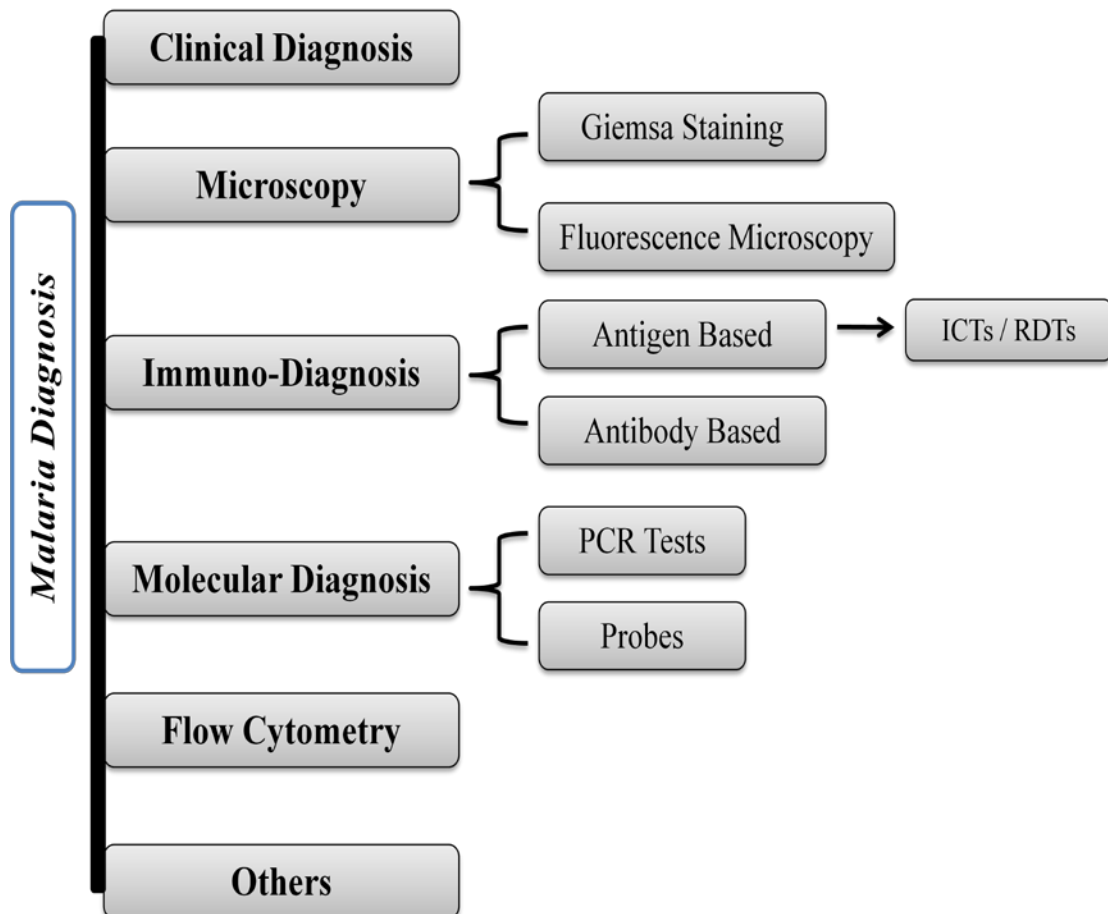 Malaria Diagnosis
Clinical Diagnosis
Microscopy
Giemsa Staining
Fluorescence Microscopy
Immuno-Diagnosis
Antigen Based
ICTs / RDTs
Antibody Based
Molecular Diagnosis
PCR Tests
Probes
Flow Cytometry
Others